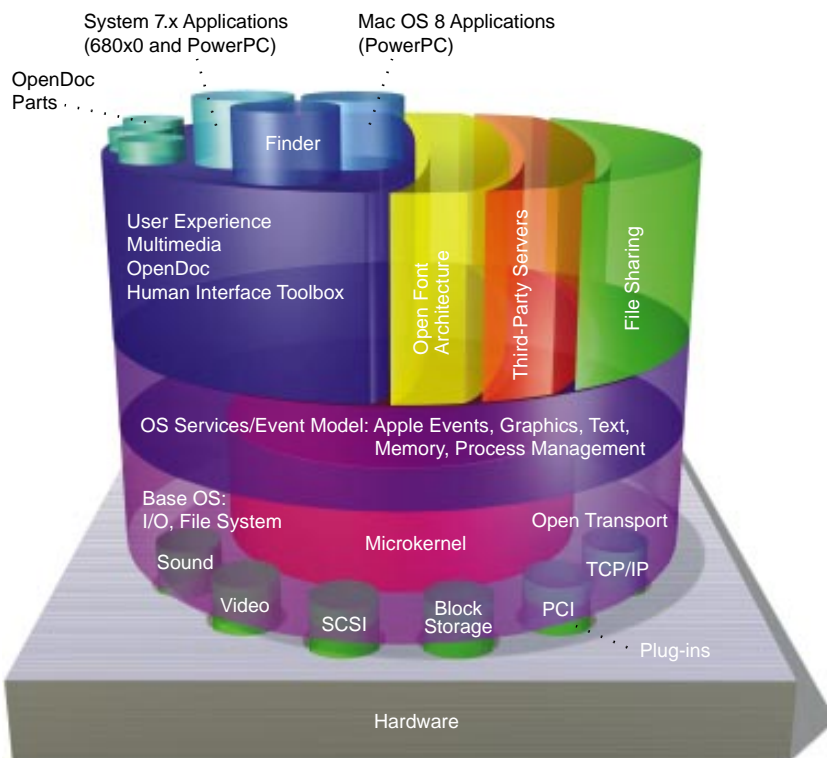 System 7.x Applications
(680x0 and PowerPC)
Mac OS 8 Applications
(PowerPC)
OpenDoc
Parts
Finder
User Experience
Multimedia
OpenDoc
Human Interface Toolbox
Open Font
Architecture
Third-Party Servers
File Sharing
OS Services/Event Model: Apple Events, Graphics, Text,
Memory, Process Management
Base OS:
I/O, File System
Open Transport
Microkernel
Sound
TCP/IP
Video
SCSI
Block
Storage
PCI
Plug-ins
Hardware